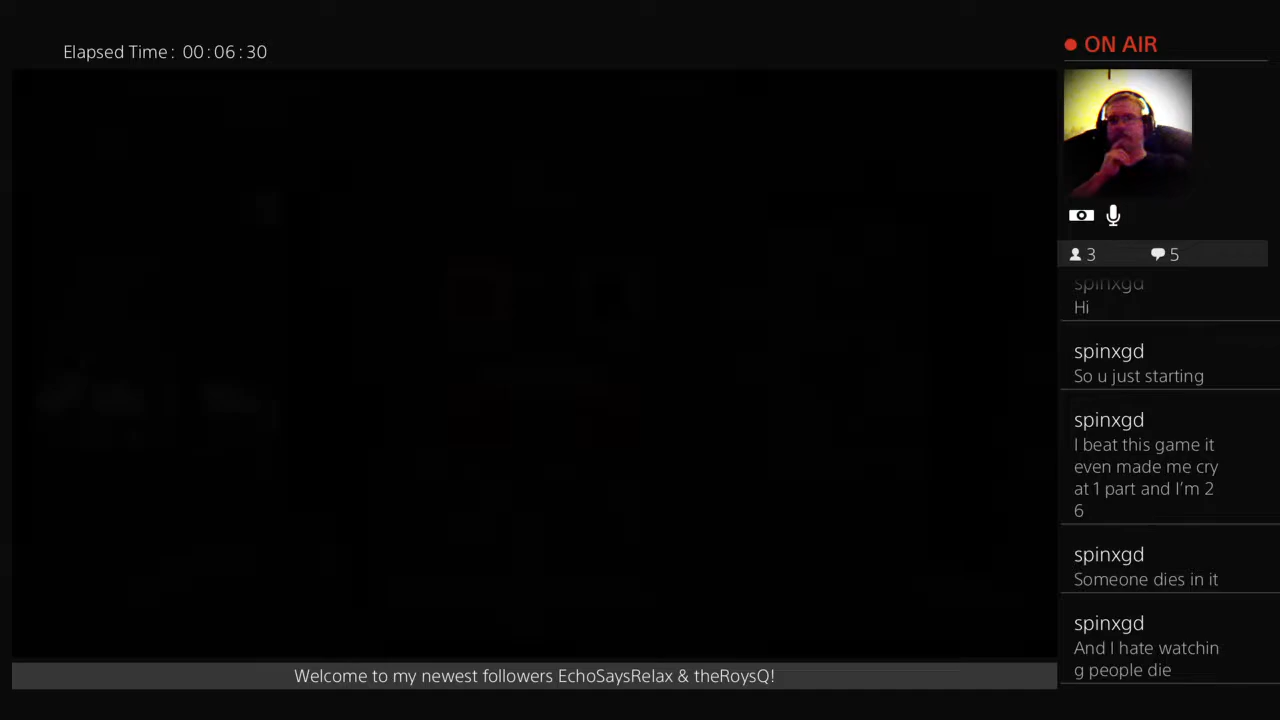 Elapsed Time: 00:06:30
ON AIR
3 5
spinxgd
Hi
spinxgd
So u just starting
spinxgd
I beat this game it
even made me cry
at 1 part and I'm 2
6
spinxgd
Someone dies in it
spinxgd
And I hate watchin
g people die
Welcome to my newest followers EchoSaysRelax & theRoysQ!